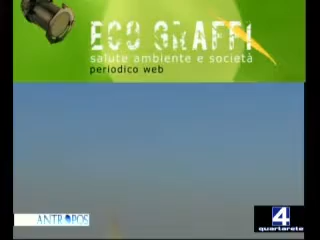 ECO GRAFFI
salute ambiente e società
periodico web
ANTROPOS
4
quartarete